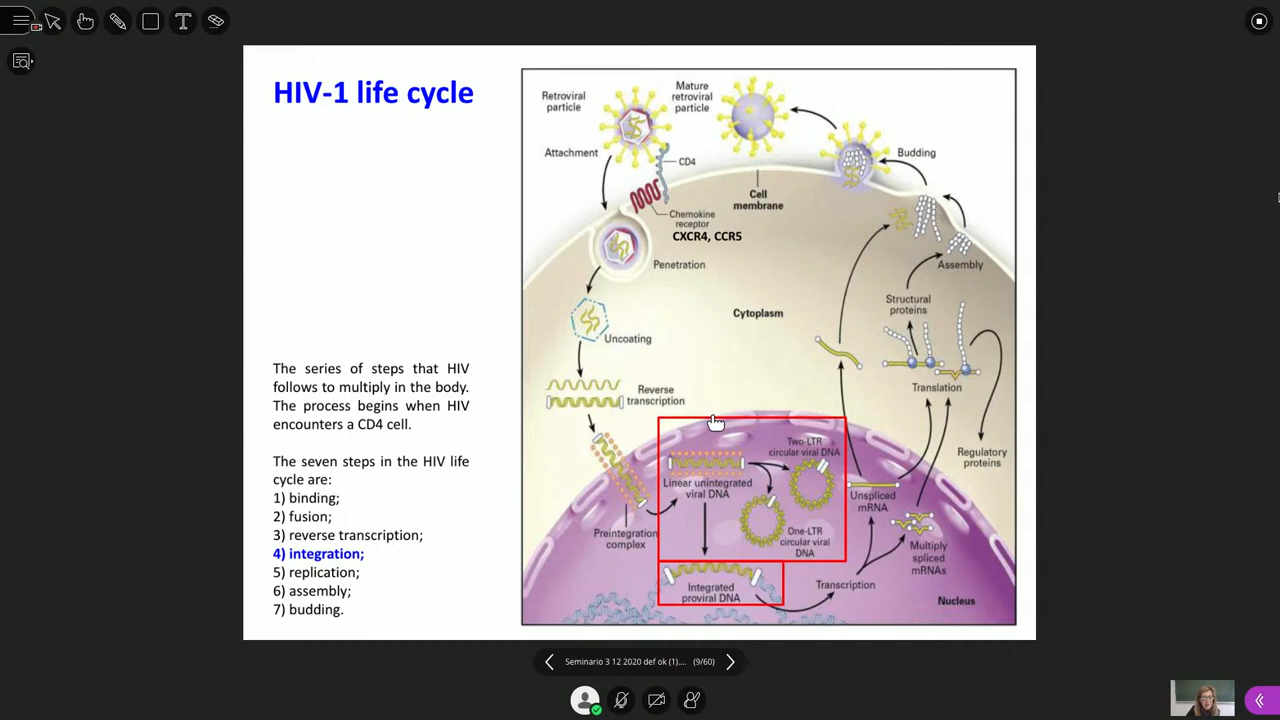 HIV-1 life cycle
The series of steps that HIV
follows to multiply in the body.
The process begins when HIV
encounters a CD4 cell.
The seven steps in the HIV life
cycle are:
1) binding;
2) fusion;
3) reverse transcription;
4) integration;
5) replication;
6) assembly;
7) budding.
Retroviral
particle
Mature
retroviral
particle
Attachment
CD4
Budding
Cell
membrane
Chemokine
receptor
CXCR4, CCR5
Penetration
Assembly
Cytoplasm
Structural
proteins
Uncoating
Reverse
transcription
Translation
Regulatory
proteins
Two-LTR
circular viral DNA
Linear unintegrated
viral DNA
Unspliced
mRNA
Preintegration
complex
One-LTR
circular viral
DNA
Multiply
spliced
mRNAs
Integrated
proviral DNA
Transcription
Nucleus
Seminario 3 12 2020 def ok (1).... (9/60)